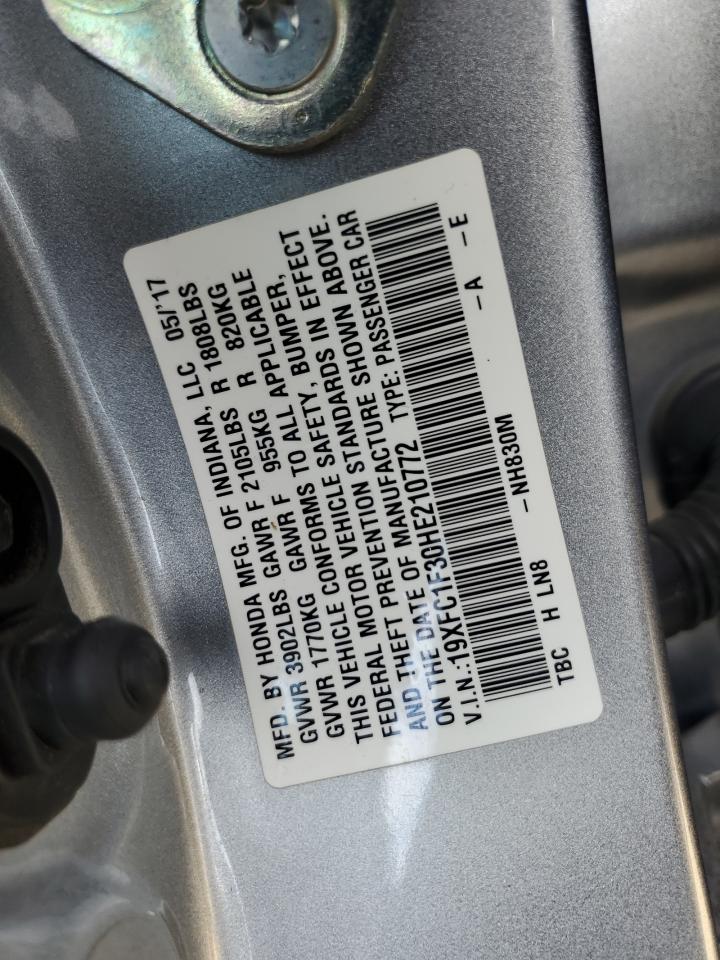 MFD. BY HONDA MFG. OF INDIANA, LLC 05/'17
GVWR 3902LBS GAWR F 2105LBS R 1808LBS
GVWR 1770KG GAWR F 955KG R 820KG
THIS VEHICLE CONFORMS TO ALL APPLICABLE
FEDERAL MOTOR VEHICLE SAFETY, BUMPER,
AND THEFT PREVENTION STANDARDS IN EFFECT
ON THE DATE OF MANUFACTURE SHOWN ABOVE.
V.I.N.:19XFC1F30HE210772 TYPE: PASSENGER CAR
TBC H LN8 - NH830M - A - E